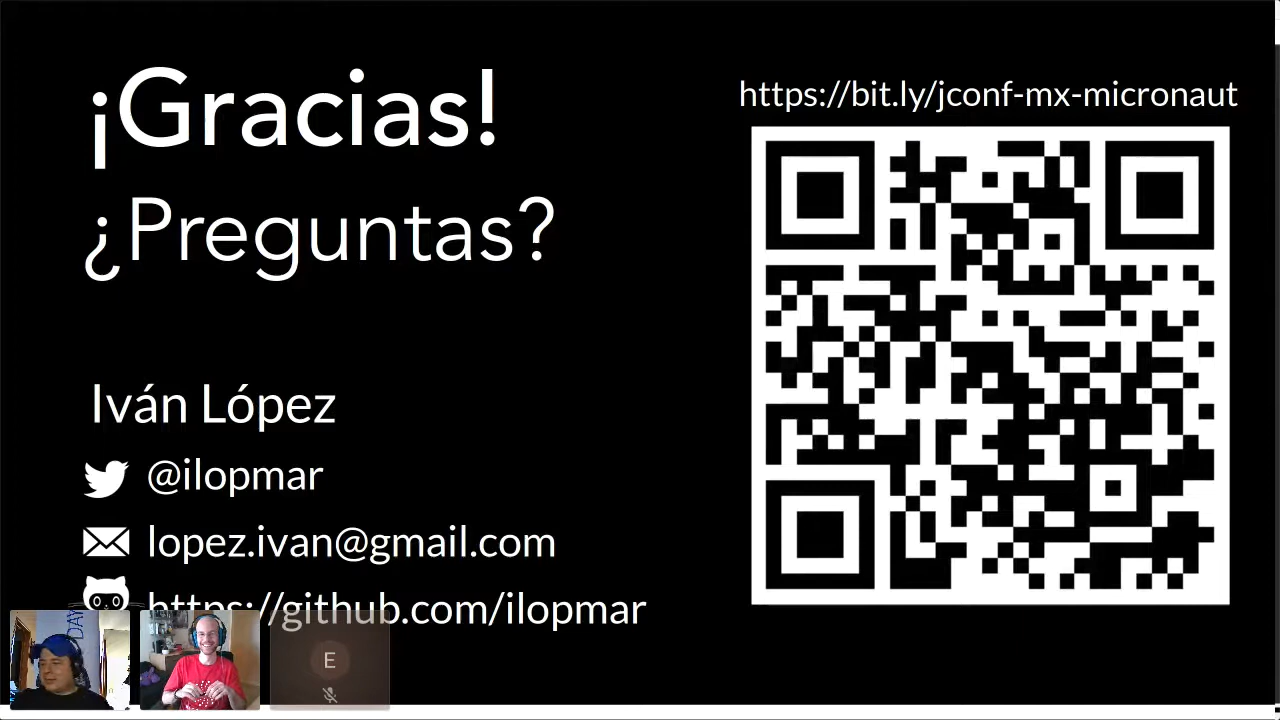 ¡Gracias!
¿Preguntas?
https://bit.ly/jconf-mx-micronaut
Iván López
@ilopmar
lopez.ivan@gmail.com
https://github.com/ilopmar
DAY
E